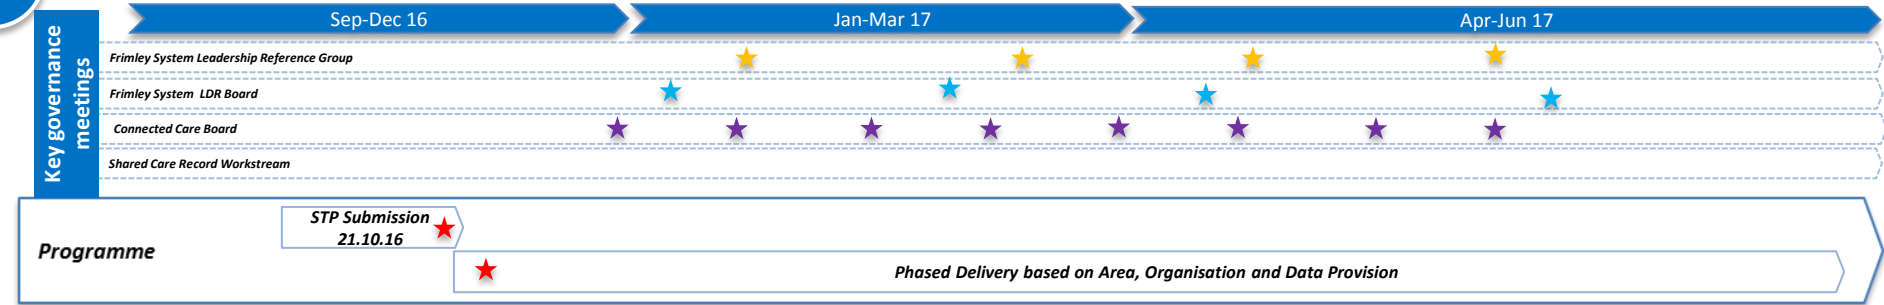 Sep-Dec 16
Jan-Mar 17
Apr-Jun 17
Key governance
meetings
Frimley System Leadership Reference Group
Frimley System LDR Board
Connected Care Board
Shared Care Record Workstream
Programme
STP Submission
21.10.16
Phased Delivery based on Area, Organisation and Data Provision